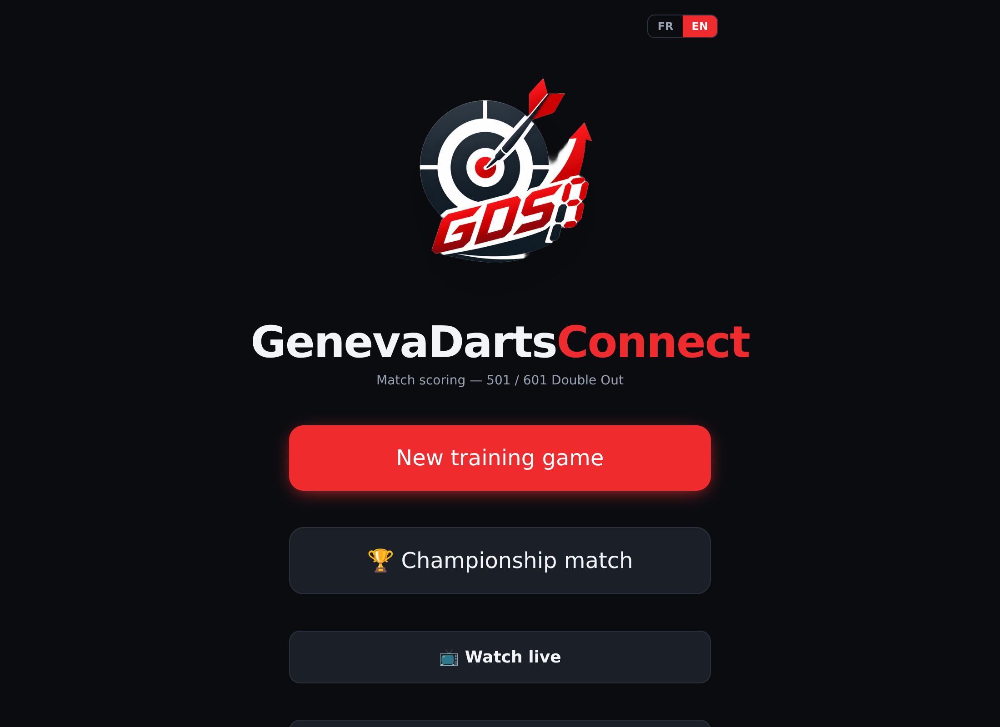 FR EN
GDS
GenevaDartsConnect
Match scoring — 501 / 601 Double Out
New training game
🏆 Championship match
📺 Watch live